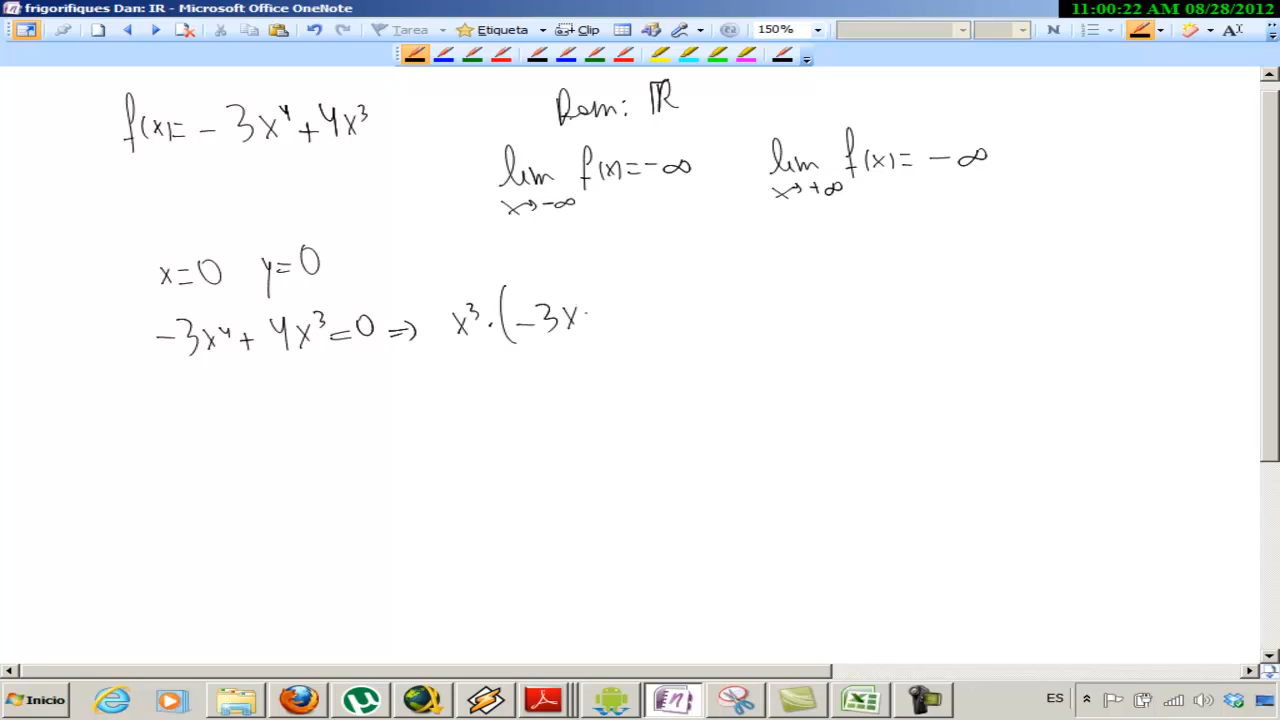 frigorifiques Dan: IR - Microsoft Office OneNote
11:00:22 AM 08/28/2012
Tarea Etiqueta Clip 150% N A
f(x)= - 3x⁴ + 4x³
Dom: ℝ
lim x→-∞ f(x) = -∞
lim x→+∞ f(x) = -∞
x=0 y=0
-3x⁴ + 4x³ = 0 ⇒ x³ · (-3x
Inicio ES